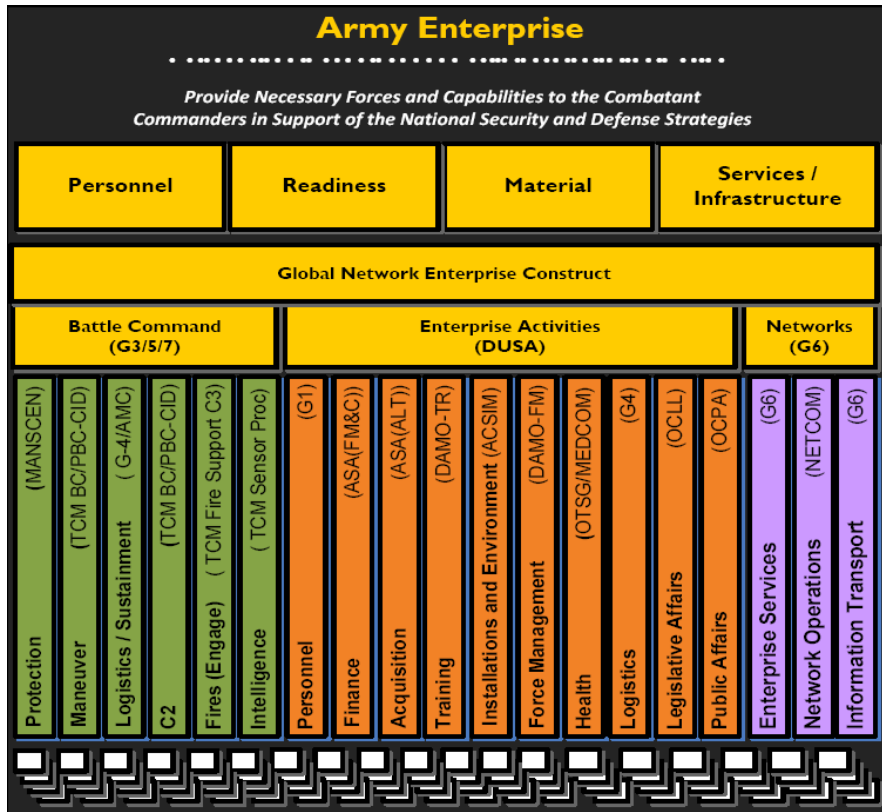 Army Enterprise
Provide Necessary Forces and Capabilities to the Combatant
Commanders in Support of the National Security and Defense Strategies
Personnel
Readiness
Material
Services /
Infrastructure
Global Network Enterprise Construct
Battle Command
(G3/5/7)
Enterprise Activities
(DUSA)
Networks
(G6)
Protection (MANSCEN)
Maneuver (TCM BC/PBC-CID)
Logistics / Sustainment ( G-4/AMC)
C2 (TCM BC/PBC-CID)
Fires (Engage) ( TCM Fire Support C3)
Intelligence ( TCM Sensor Proc)
Personnel (G1)
Finance (ASA(FM&C))
Acquisition (ASA(ALT))
Training (DAMO-TR)
Installations and Environment (ACSIM)
Force Management (DAMO-FM)
Health (OTSG/MEDCOM)
Logistics (G4)
Legislative Affairs (OCLL)
Public Affairs (OCPA)
Enterprise Services (G6)
Network Operations (NETCOM)
Information Transport (G6)